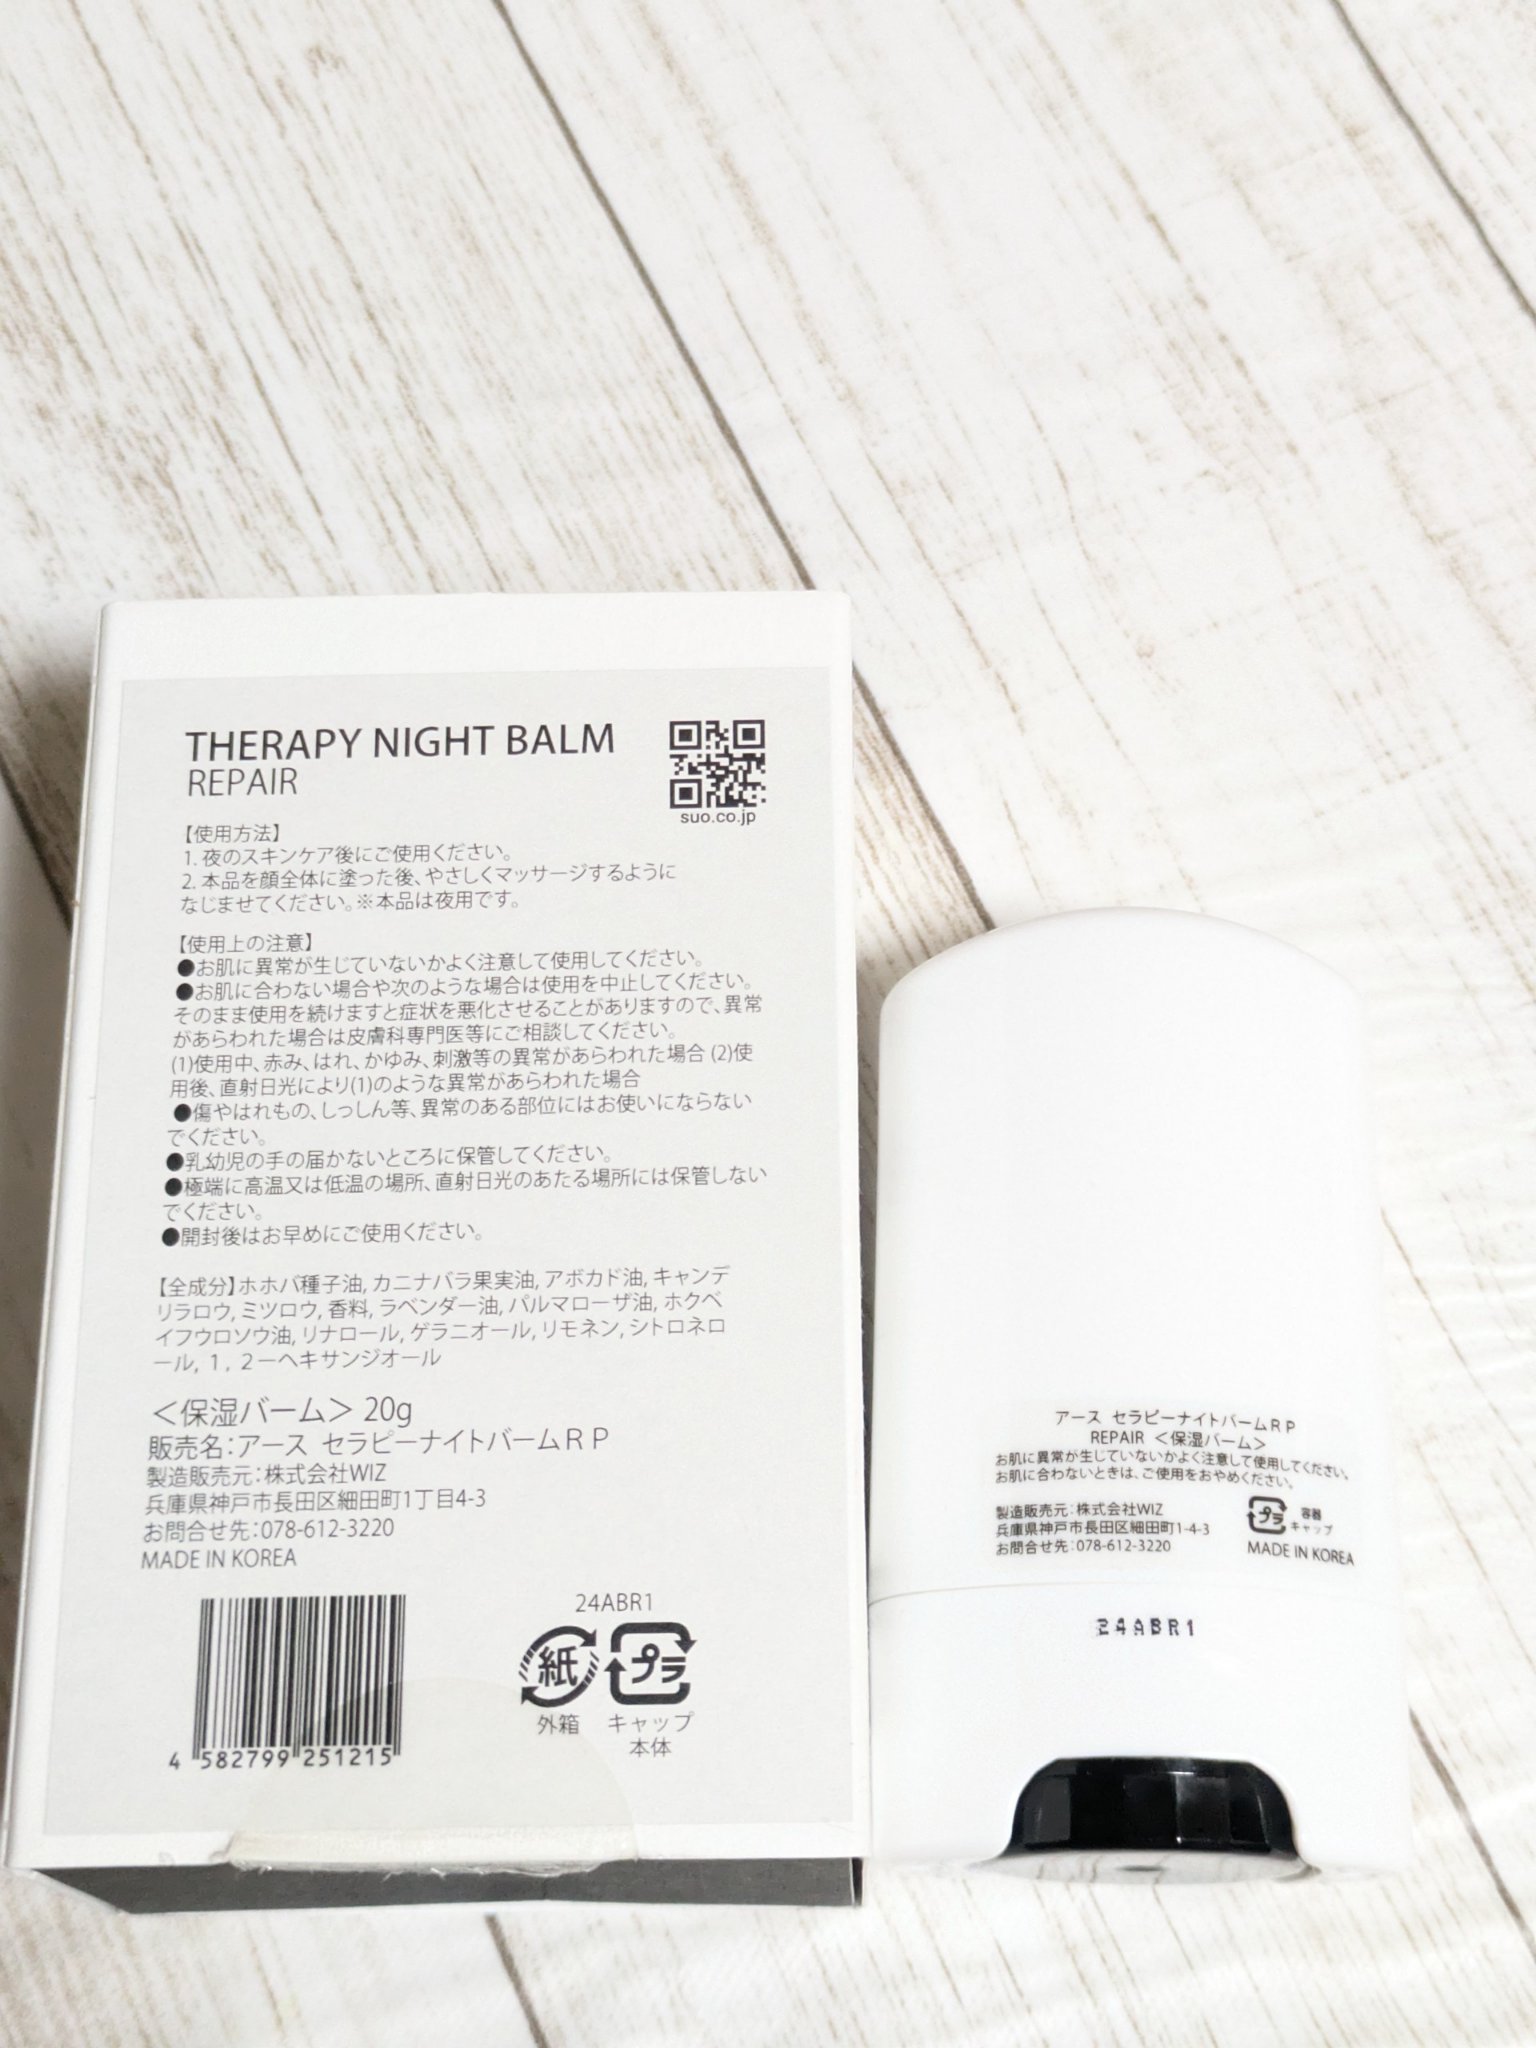 THERAPY NIGHT BALM
REPAIR
suo.co.jp
【使用方法】
1. 夜のスキンケア後にご使用ください。
2. 本品を顔全体に塗った後、やさしくマッサージするように
なじませてください。※本品は夜用です。
【使用上の注意】
●お肌に異常が生じていないかよく注意して使用してください。
●お肌に合わない場合や次のような場合は使用を中止してください。
そのまま使用を続けますと症状を悪化させることがありますので、異常
があらわれた場合は皮膚科専門医等にご相談してください。
(1)使用中、赤み、はれ、かゆみ、刺激等の異常があらわれた場合 (2)使
用後、直射日光により(1)のような異常があらわれた場合
●傷やはれもの、しっしん等、異常のある部位にはお使いにならない
でください。
●乳幼児の手の届かないところに保管してください。
●極端に高温又は低温の場所、直射日光のあたる場所には保管しない
でください。
●開封後はお早めにご使用ください。
【全成分】ホホバ種子油, カニナバラ果実油, アボカド油, キャンデ
リラロウ, ミツロウ, 香料, ラベンダー油, パルマローザ油, ホクベ
イフウロソウ油, リナロール, ゲラニオール, リモネン, シトロネロ
ール, １，２－ヘキサンジオール
＜保湿バーム＞ 20g
販売名：アース セラピーナイトバームＲＰ
製造販売元：株式会社WIZ
兵庫県神戸市長田区細田町1丁目4-3
お問合せ先：078-612-3220
MADE IN KOREA
4 582799 251215
24ABR1
紙 プラ
外箱 キャップ
本体
アース セラピーナイトバームＲＰ
REPAIR ＜保湿バーム＞
お肌に異常が生じていないかよく注意して使用してください。
お肌に合わないときは、ご使用をおやめください。
製造販売元：株式会社WIZ
兵庫県神戸市長田区細田町1-4-3
お問合せ先：078-612-3220
プラ 容器
キャップ
MADE IN KOREA
24ABR1